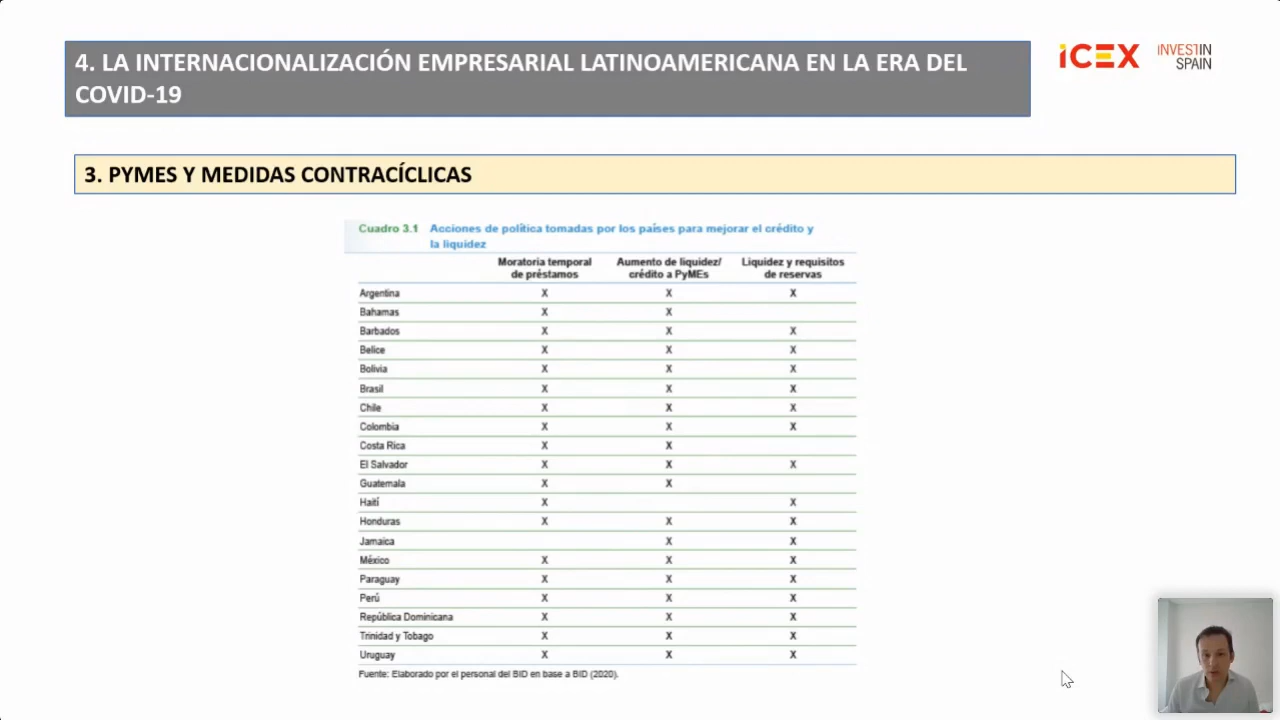 4. LA INTERNACIONALIZACIÓN EMPRESARIAL LATINOAMERICANA EN LA ERA DEL
COVID-19
iCEX
INVESTIN
SPAIN
3. PYMES Y MEDIDAS CONTRACÍCLICAS
Cuadro 3.1 Acciones de política tomadas por los países para mejorar el crédito y
la liquidez
Moratoria temporal Aumento de liquidez/ Liquidez y requisitos
de préstamos crédito a PyMEs de reservas
Argentina X X X
Bahamas X X
Barbados X X X
Belice X X X
Bolivia X X X
Brasil X X X
Chile X X X
Colombia X X X
Costa Rica X X
El Salvador X X X
Guatemala X X
Haití X X
Honduras X X X
Jamaica X X
México X X X
Paraguay X X X
Perú X X X
República Dominicana X X X
Trinidad y Tobago X X X
Uruguay X X X
Fuente: Elaborado por el personal del BID en base a BID (2020).